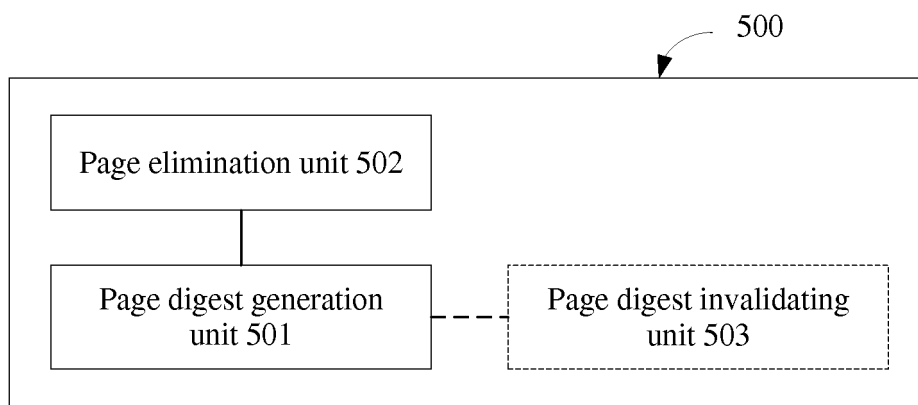 500
Page elimination unit 502
Page digest generation
unit 501
Page digest invalidating
unit 503